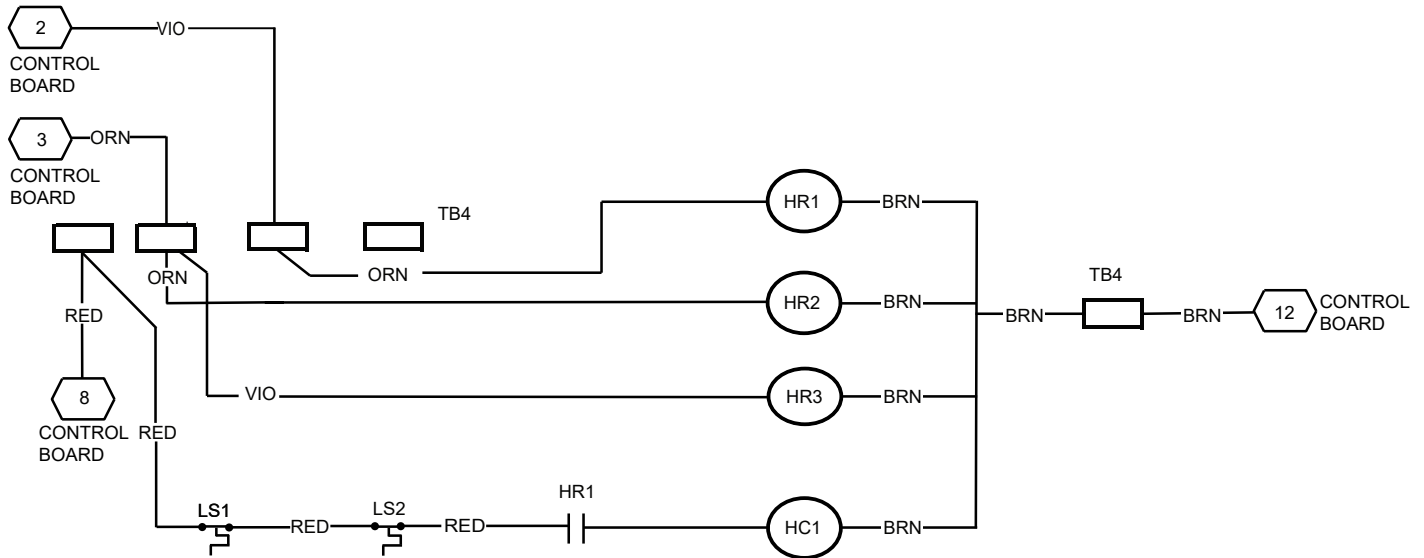 2
VIO
CONTROL
BOARD
3
ORN
CONTROL
BOARD
TB4
HR1
BRN
ORN
ORN
TB4
HR2
BRN
BRN
BRN
12
CONTROL
BOARD
RED
8
VIO
HR3
BRN
CONTROL
BOARD
RED
LS1
RED
LS2
RED
HR1
HC1
BRN